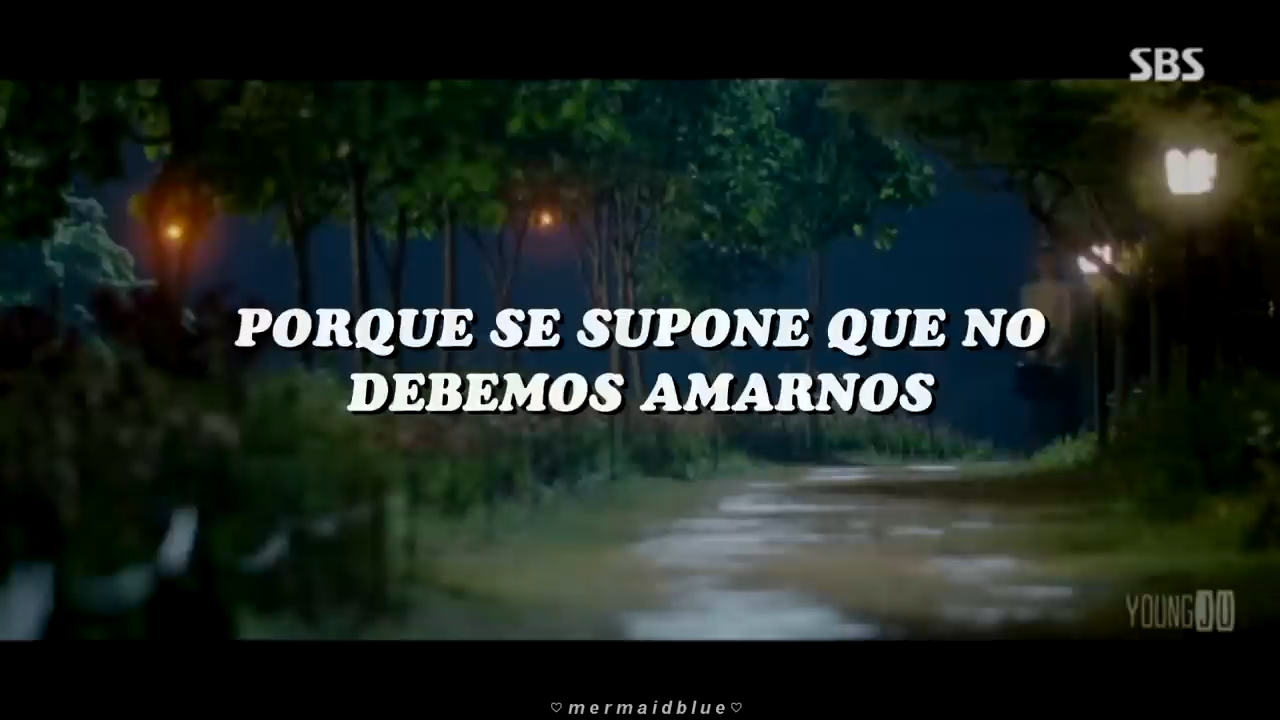 SBS
PORQUE SE SUPONE QUE NO
DEBEMOS AMARNOS
YOUNGJU
♡mermaidblue♡